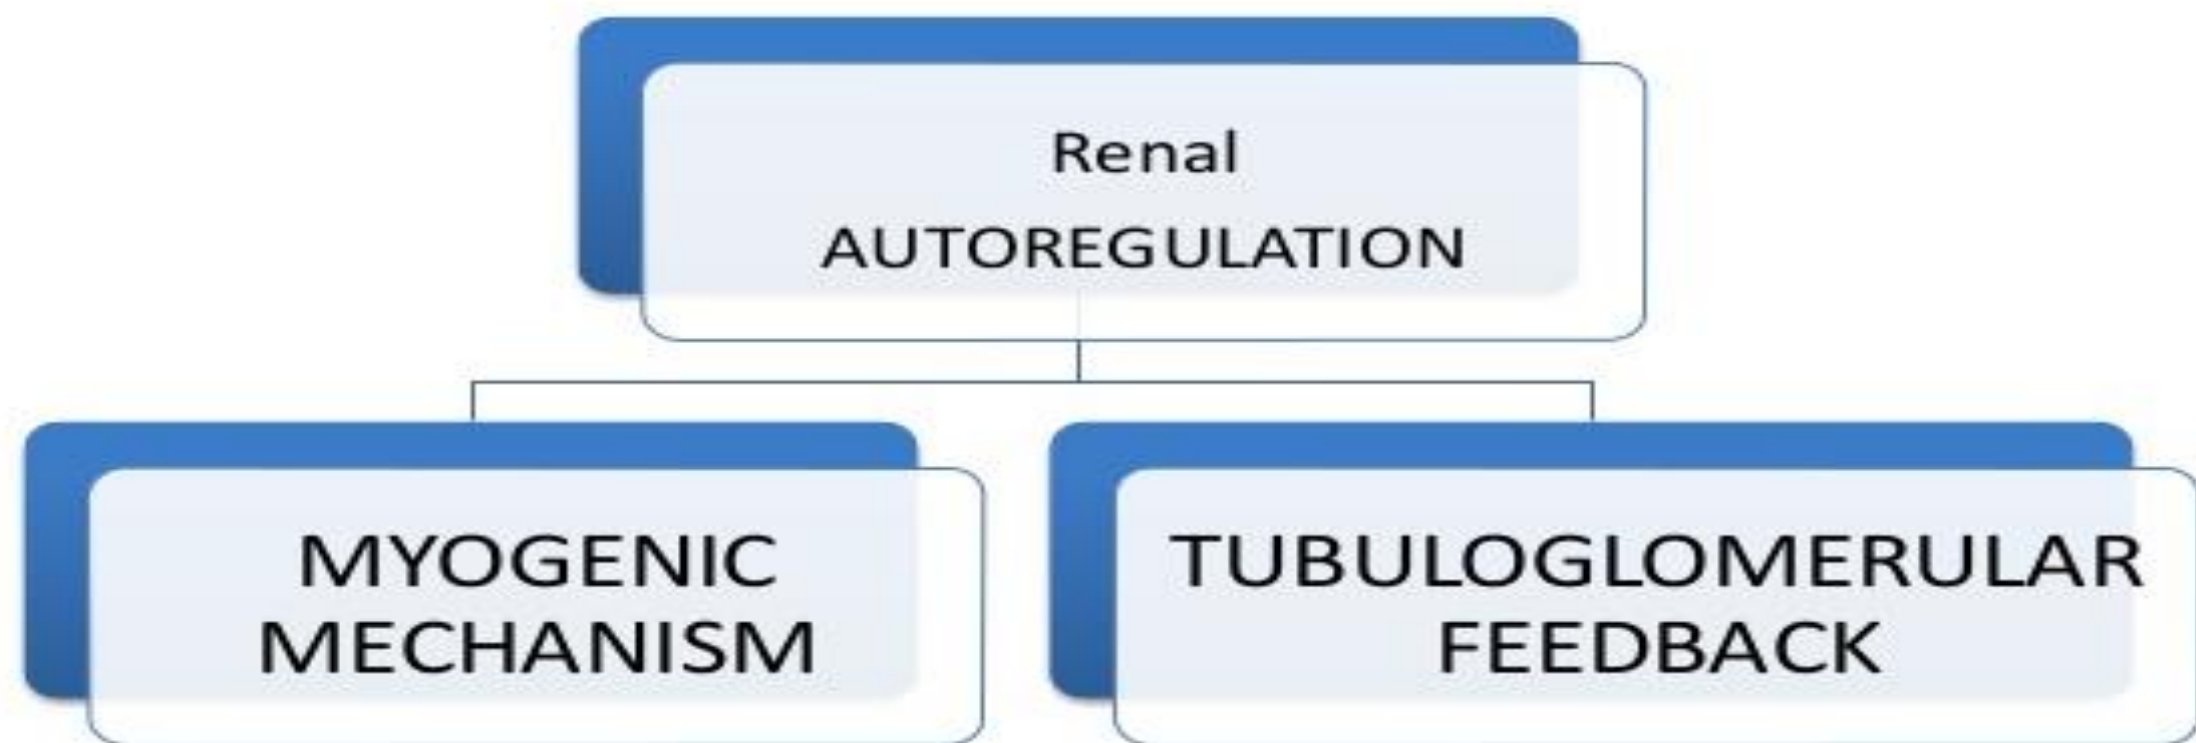 Renal
AUTOREGULATION
MYOGENIC
MECHANISM
TUBULOGLOMERULAR
FEEDBACK